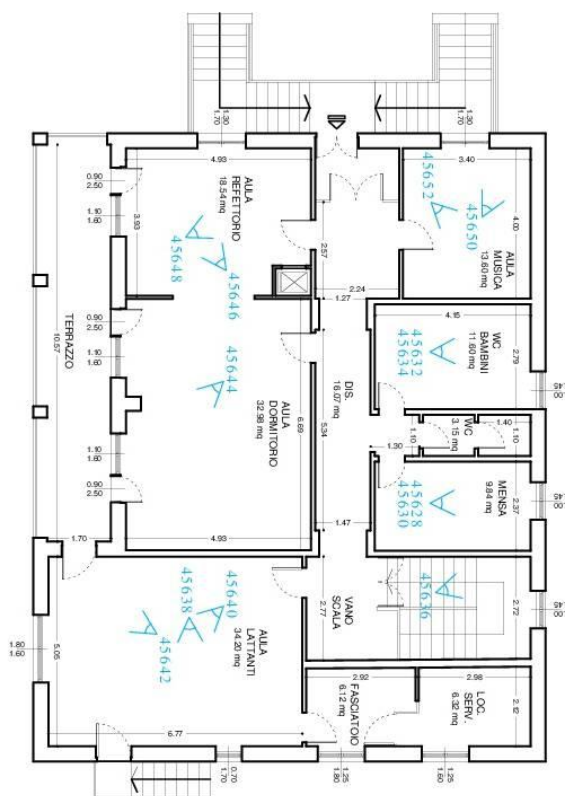 1.30
1.70
1.30
1.70
4.93
AULA
REFETTORIO
18.54 mq
3.93
0.90
2.50
1.10
1.60
45648
45646
2.57
2.24
1.27
3.40
4.00
AULA
MUSICA
13.60 mq
45652
45650
TERRAZZO
10.57
0.90
2.50
1.10
1.60
1.10
1.60
0.90
2.50
1.70
45644
AULA
DORMITORIO
32.98 mq
6.69
4.93
DIS.
16.07 mq
5.34
1.47
4.15
WC
BAMBINI
11.60 mq
2.79
45632
45634
1.10
1.30
WC
3.15 mq
1.40
1.10
MENSA
9.84 mq
2.37
45628
45630
VANO
SCALA
2.77
45636
2.72
1.80
1.60
5.05
AULA
LATTANTI
34.20 mq
45640
45638
45642
6.77
0.70
1.70
2.92
FASCIATOIO
6.12 mq
1.25
1.80
2.98
LOC.
SERV.
6.32 mq
2.12
1.25
1.60